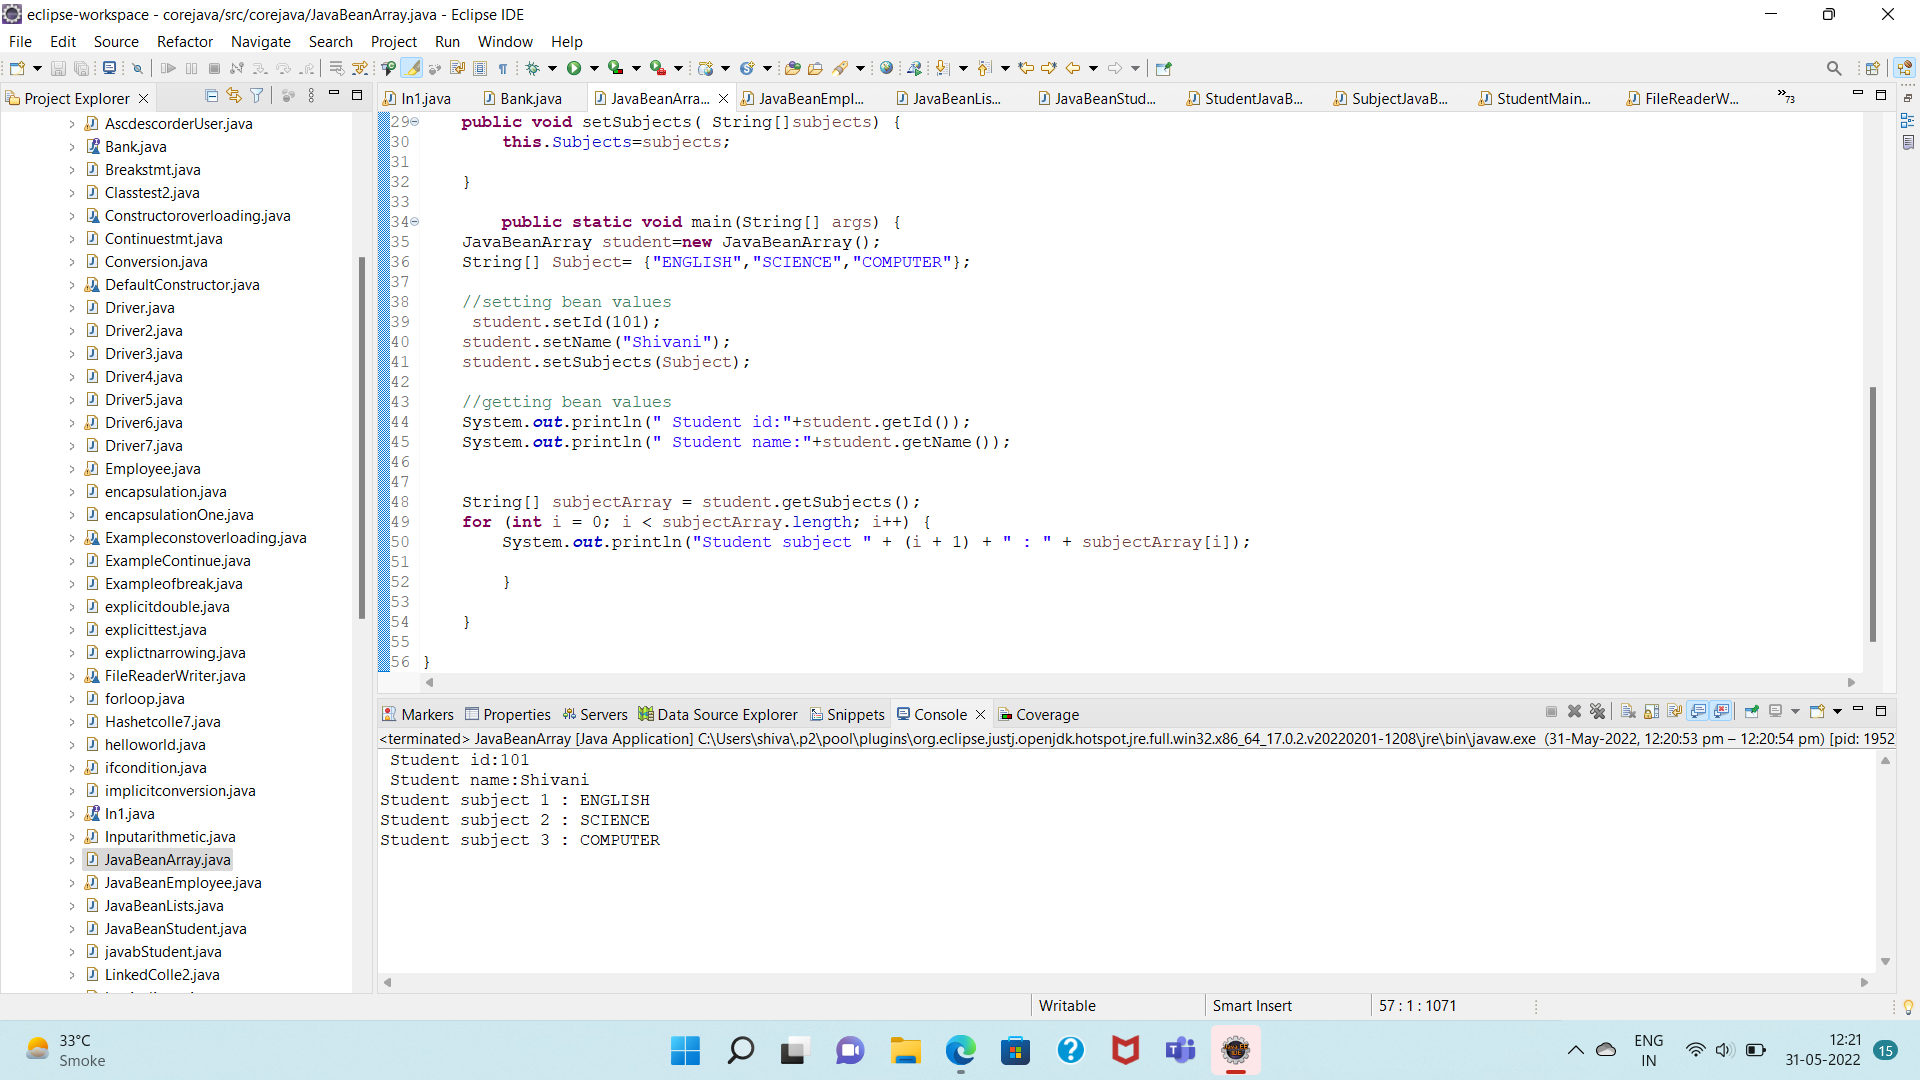 eclipse-workspace - corejava/src/corejava/JavaBeanArray.java - Eclipse IDE
File Edit Source Refactor Navigate Search Project Run Window Help
Project Explorer
In1.java Bank.java JavaBeanArra... JavaBeanEmpl... JavaBeanLis... JavaBeanStud... StudentJavaB... SubjectJavaB... StudentMain... FileReaderW... »73
AscdescorderUser.java
Bank.java
Breakstmt.java
Classtest2.java
Constructoroverloading.java
Continuestmt.java
Conversion.java
DefaultConstructor.java
Driver.java
Driver2.java
Driver3.java
Driver4.java
Driver5.java
Driver6.java
Driver7.java
Employee.java
encapsulation.java
encapsulationOne.java
Exampleconstoverloading.java
ExampleContinue.java
Exampleofbreak.java
explicitdouble.java
explicittest.java
explictnarrowing.java
FileReaderWriter.java
forloop.java
Hashetcolle7.java
helloworld.java
ifcondition.java
implicitconversion.java
In1.java
Inputarithmetic.java
JavaBeanArray.java
JavaBeanEmployee.java
JavaBeanLists.java
JavaBeanStudent.java
javabStudent.java
LinkedColle2.java
29 public void setSubjects( String[]subjects) {
30 this.Subjects=subjects;
31
32 }
33
34 public static void main(String[] args) {
35 JavaBeanArray student=new JavaBeanArray();
36 String[] Subject= {"ENGLISH","SCIENCE","COMPUTER"};
37
38 //setting bean values
39 student.setId(101);
40 student.setName("Shivani");
41 student.setSubjects(Subject);
42
43 //getting bean values
44 System.out.println(" Student id:"+student.getId());
45 System.out.println(" Student name:"+student.getName());
46
47
48 String[] subjectArray = student.getSubjects();
49 for (int i = 0; i < subjectArray.length; i++) {
50 System.out.println("Student subject " + (i + 1) + " : " + subjectArray[i]);
51
52 }
53
54 }
55
56 }
Markers Properties Servers Data Source Explorer Snippets Console Coverage
<terminated> JavaBeanArray [Java Application] C:\Users\shiva\.p2\pool\plugins\org.eclipse.justj.openjdk.hotspot.jre.full.win32.x86_64_17.0.2.v20220201-1208\jre\bin\javaw.exe (31-May-2022, 12:20:53 pm – 12:20:54 pm) [pid: 1952
Student id:101
Student name:Shivani
Student subject 1 : ENGLISH
Student subject 2 : SCIENCE
Student subject 3 : COMPUTER
Writable Smart Insert 57 : 1 : 1071
33°C
Smoke
ENG
IN
12:21
31-05-2022
15